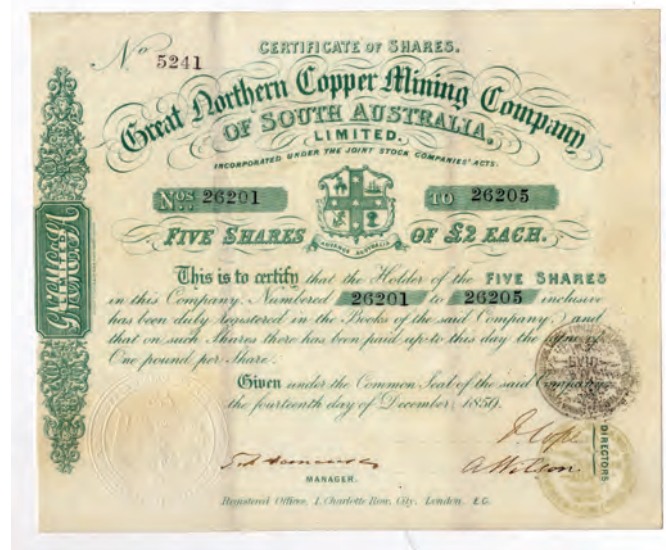 No 5241
CERTIFICATE OF SHARES.
Great Northern Copper Mining Company
OF SOUTH AUSTRALIA,
LIMITED.
INCORPORATED UNDER THE JOINT STOCK COMPANIES' ACTS.
Nos. 26201 TO 26205
ADVANCE AUSTRALIA
FIVE SHARES OF £2 EACH.
This is to certify that the Holder of the FIVE SHARES
in this Company, Numbered 26201 to 26205 inclusive
has been duly registered in the Books of the said Company, and
that on such Shares there has been paid up to this day the sum of
One pound per Share.
Given under the Common Seal of the said Company
the fourteenth day of December, 1859.
DIRECTORS
MANAGER.
Registered Offices, 1, Charlotte Row, City, London, E.C.
LIMITED